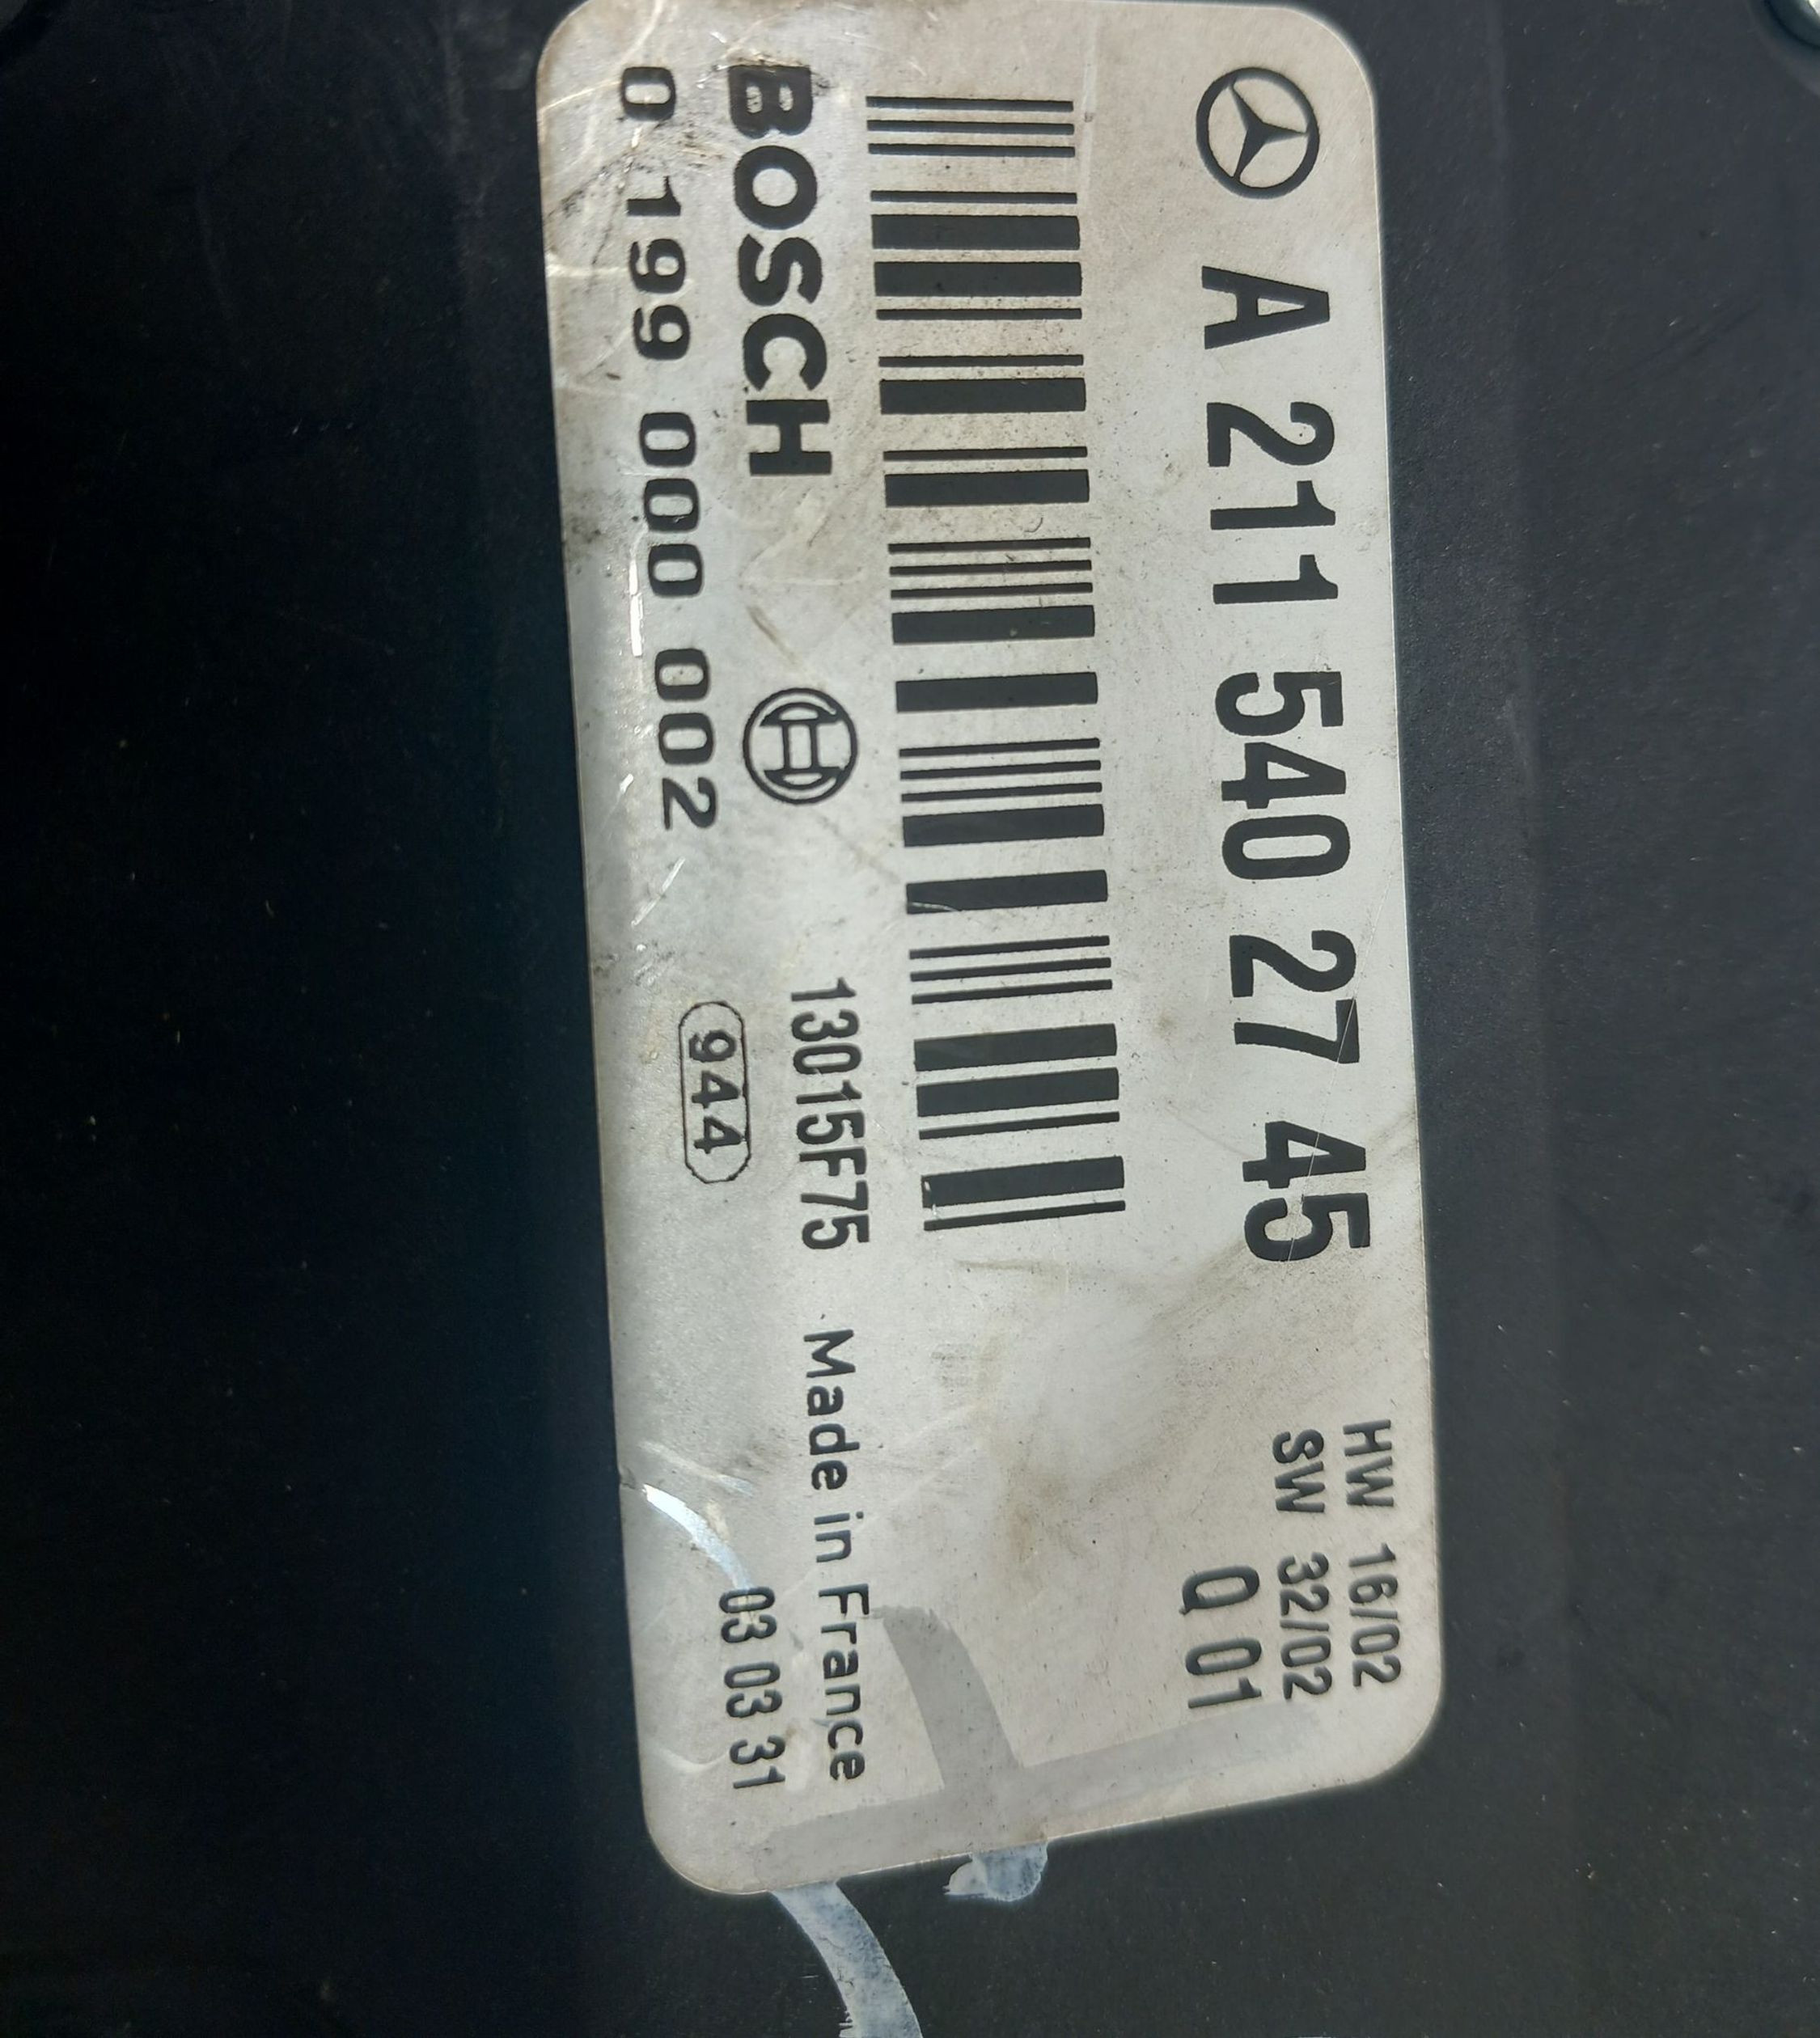 A 211 540 27 45
HW 16/02
SW 32/02
Q 01
BOSCH
13015F75
Made in France
0 199 000 002
944
03 03 31